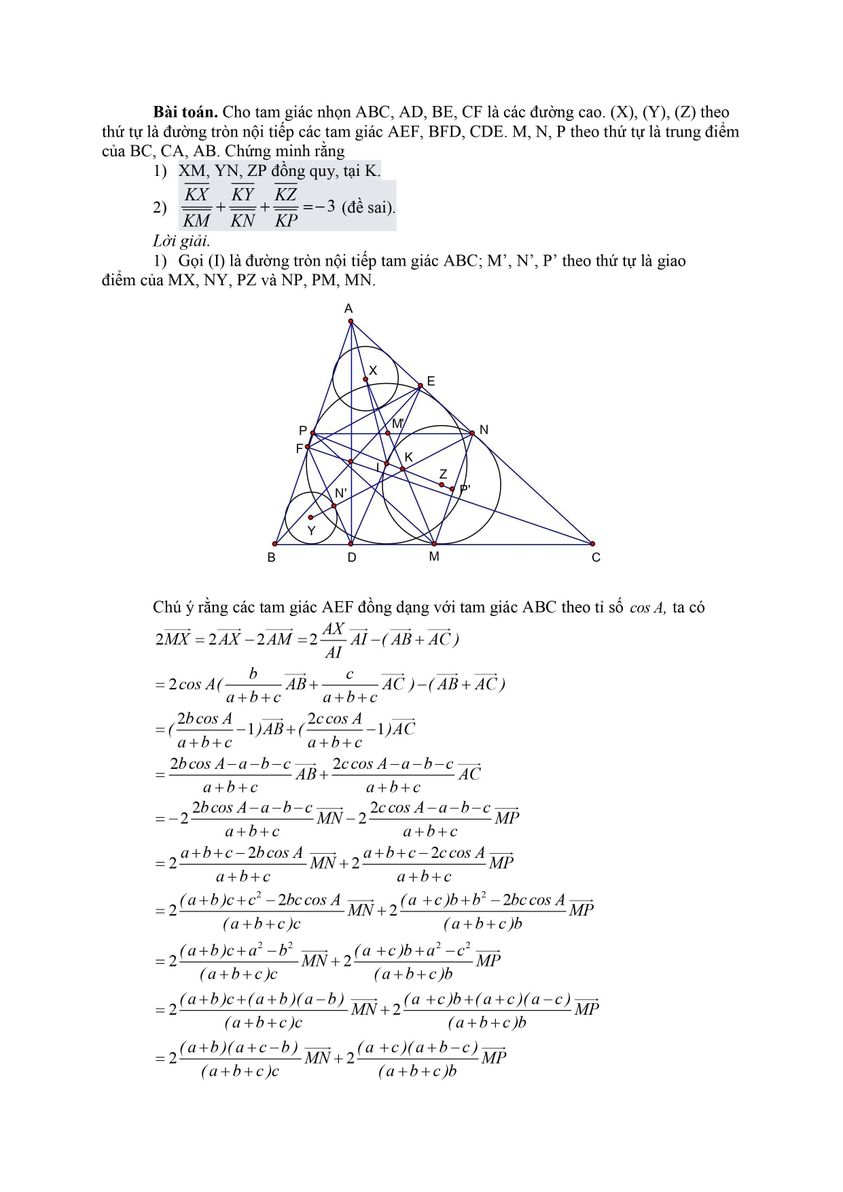 Bài toán. Cho tam giác nhọn ABC, AD, BE, CF là các đường cao. (X), (Y), (Z) theo
thứ tự là đường tròn nội tiếp các tam giác AEF, BFD, CDE. M, N, P theo thứ tự là trung điểm
của BC, CA, AB. Chứng minh rằng
1) XM, YN, ZP đồng quy, tại K.
2) \frac{\overline{KX}}{\overline{KM}}+\frac{\overline{KY}}{\overline{KN}}+\frac{\overline{KZ}}{\overline{KP}}=-3 (đề sai).
Lời giải.
1) Gọi (I) là đường tròn nội tiếp tam giác ABC; M’, N’, P’ theo thứ tự là giao
điểm của MX, NY, PZ và NP, PM, MN.
A
X
E
P
M'
N
F
I
K
Z
P'
N'
Y
B
D
M
C
Chú ý rằng các tam giác AEF đồng dạng với tam giác ABC theo tỉ số cos A, ta có
2\overrightarrow{MX}=2\overrightarrow{AX}-2\overrightarrow{AM}=2\frac{AX}{AI}\overrightarrow{AI}-(\overrightarrow{AB}+\overrightarrow{AC})
=2cos A(\frac{b}{a+b+c}\overrightarrow{AB}+\frac{c}{a+b+c}\overrightarrow{AC})-(\overrightarrow{AB}+\overrightarrow{AC})
=(\frac{2b cos A}{a+b+c}-1)\overrightarrow{AB}+(\frac{2c cos A}{a+b+c}-1)\overrightarrow{AC}
=\frac{2b cos A-a-b-c}{a+b+c}\overrightarrow{AB}+\frac{2c cos A-a-b-c}{a+b+c}\overrightarrow{AC}
=-2\frac{2b cos A-a-b-c}{a+b+c}\overrightarrow{MN}-2\frac{2c cos A-a-b-c}{a+b+c}\overrightarrow{MP}
=2\frac{a+b+c-2b cos A}{a+b+c}\overrightarrow{MN}+2\frac{a+b+c-2c cos A}{a+b+c}\overrightarrow{MP}
=2\frac{(a+b)c+c^2-2bc cos A}{(a+b+c)c}\overrightarrow{MN}+2\frac{(a+c)b+b^2-2bc cos A}{(a+b+c)b}\overrightarrow{MP}
=2\frac{(a+b)c+a^2-b^2}{(a+b+c)c}\overrightarrow{MN}+2\frac{(a+c)b+a^2-c^2}{(a+b+c)b}\overrightarrow{MP}
=2\frac{(a+b)c+(a+b)(a-b)}{(a+b+c)c}\overrightarrow{MN}+2\frac{(a+c)b+(a+c)(a-c)}{(a+b+c)b}\overrightarrow{MP}
=2\frac{(a+b)(a+c-b)}{(a+b+c)c}\overrightarrow{MN}+2\frac{(a+c)(a+b-c)}{(a+b+c)b}\overrightarrow{MP}